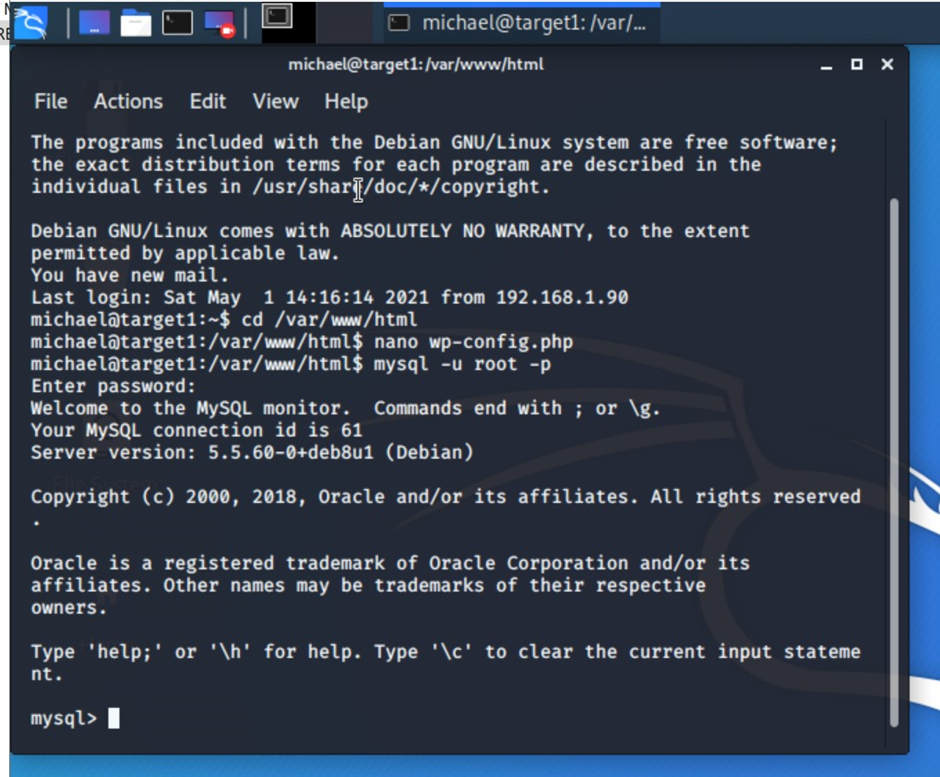 michael@target1: /var/...
michael@target1:/var/www/html
File Actions Edit View Help
The programs included with the Debian GNU/Linux system are free software;
the exact distribution terms for each program are described in the
individual files in /usr/share/doc/*/copyright.
Debian GNU/Linux comes with ABSOLUTELY NO WARRANTY, to the extent
permitted by applicable law.
You have new mail.
Last login: Sat May  1 14:16:14 2021 from 192.168.1.90
michael@target1:~$ cd /var/www/html
michael@target1:/var/www/html$ nano wp-config.php
michael@target1:/var/www/html$ mysql -u root -p
Enter password:
Welcome to the MySQL monitor.  Commands end with ; or \g.
Your MySQL connection id is 61
Server version: 5.5.60-0+deb8u1 (Debian)
Copyright (c) 2000, 2018, Oracle and/or its affiliates. All rights reserved
.
Oracle is a registered trademark of Oracle Corporation and/or its
affiliates. Other names may be trademarks of their respective
owners.
Type 'help;' or '\h' for help. Type '\c' to clear the current input stateme
nt.
mysql>